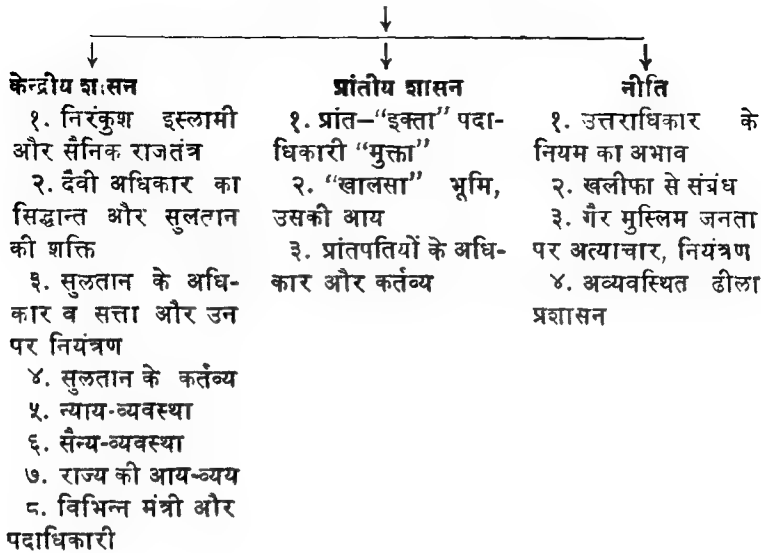 केन्द्रीय शासन
१. निरंकुश इस्लामी
और सैनिक राजतंत्र
२. दैवी अधिकार का
सिद्धान्त और सुलतान
की शक्ति
३. सुलतान के अधि-
कार व सत्ता और उन
पर नियंत्रण
४. सुलतान के कर्तव्य
५. न्याय-व्यवस्था
६. सैन्य-व्यवस्था
७. राज्य की आय-व्यय
८. विभिन्न मंत्री और
पदाधिकारी
प्रांतीय शासन
१. प्रांत—"इक्ता" पदा-
धिकारी "मुक्ता"
२. "खालसा" भूमि,
उसकी आय
३. प्रांतपतियों के अधि-
कार और कर्तव्य
नीति
१. उत्तराधिकार के
नियम का अभाव
२. खलीफा से संबंध
३. गैर मुस्लिम जनता
पर अत्याचार, नियंत्रण
४. अव्यवस्थित ढीला
प्रशासन